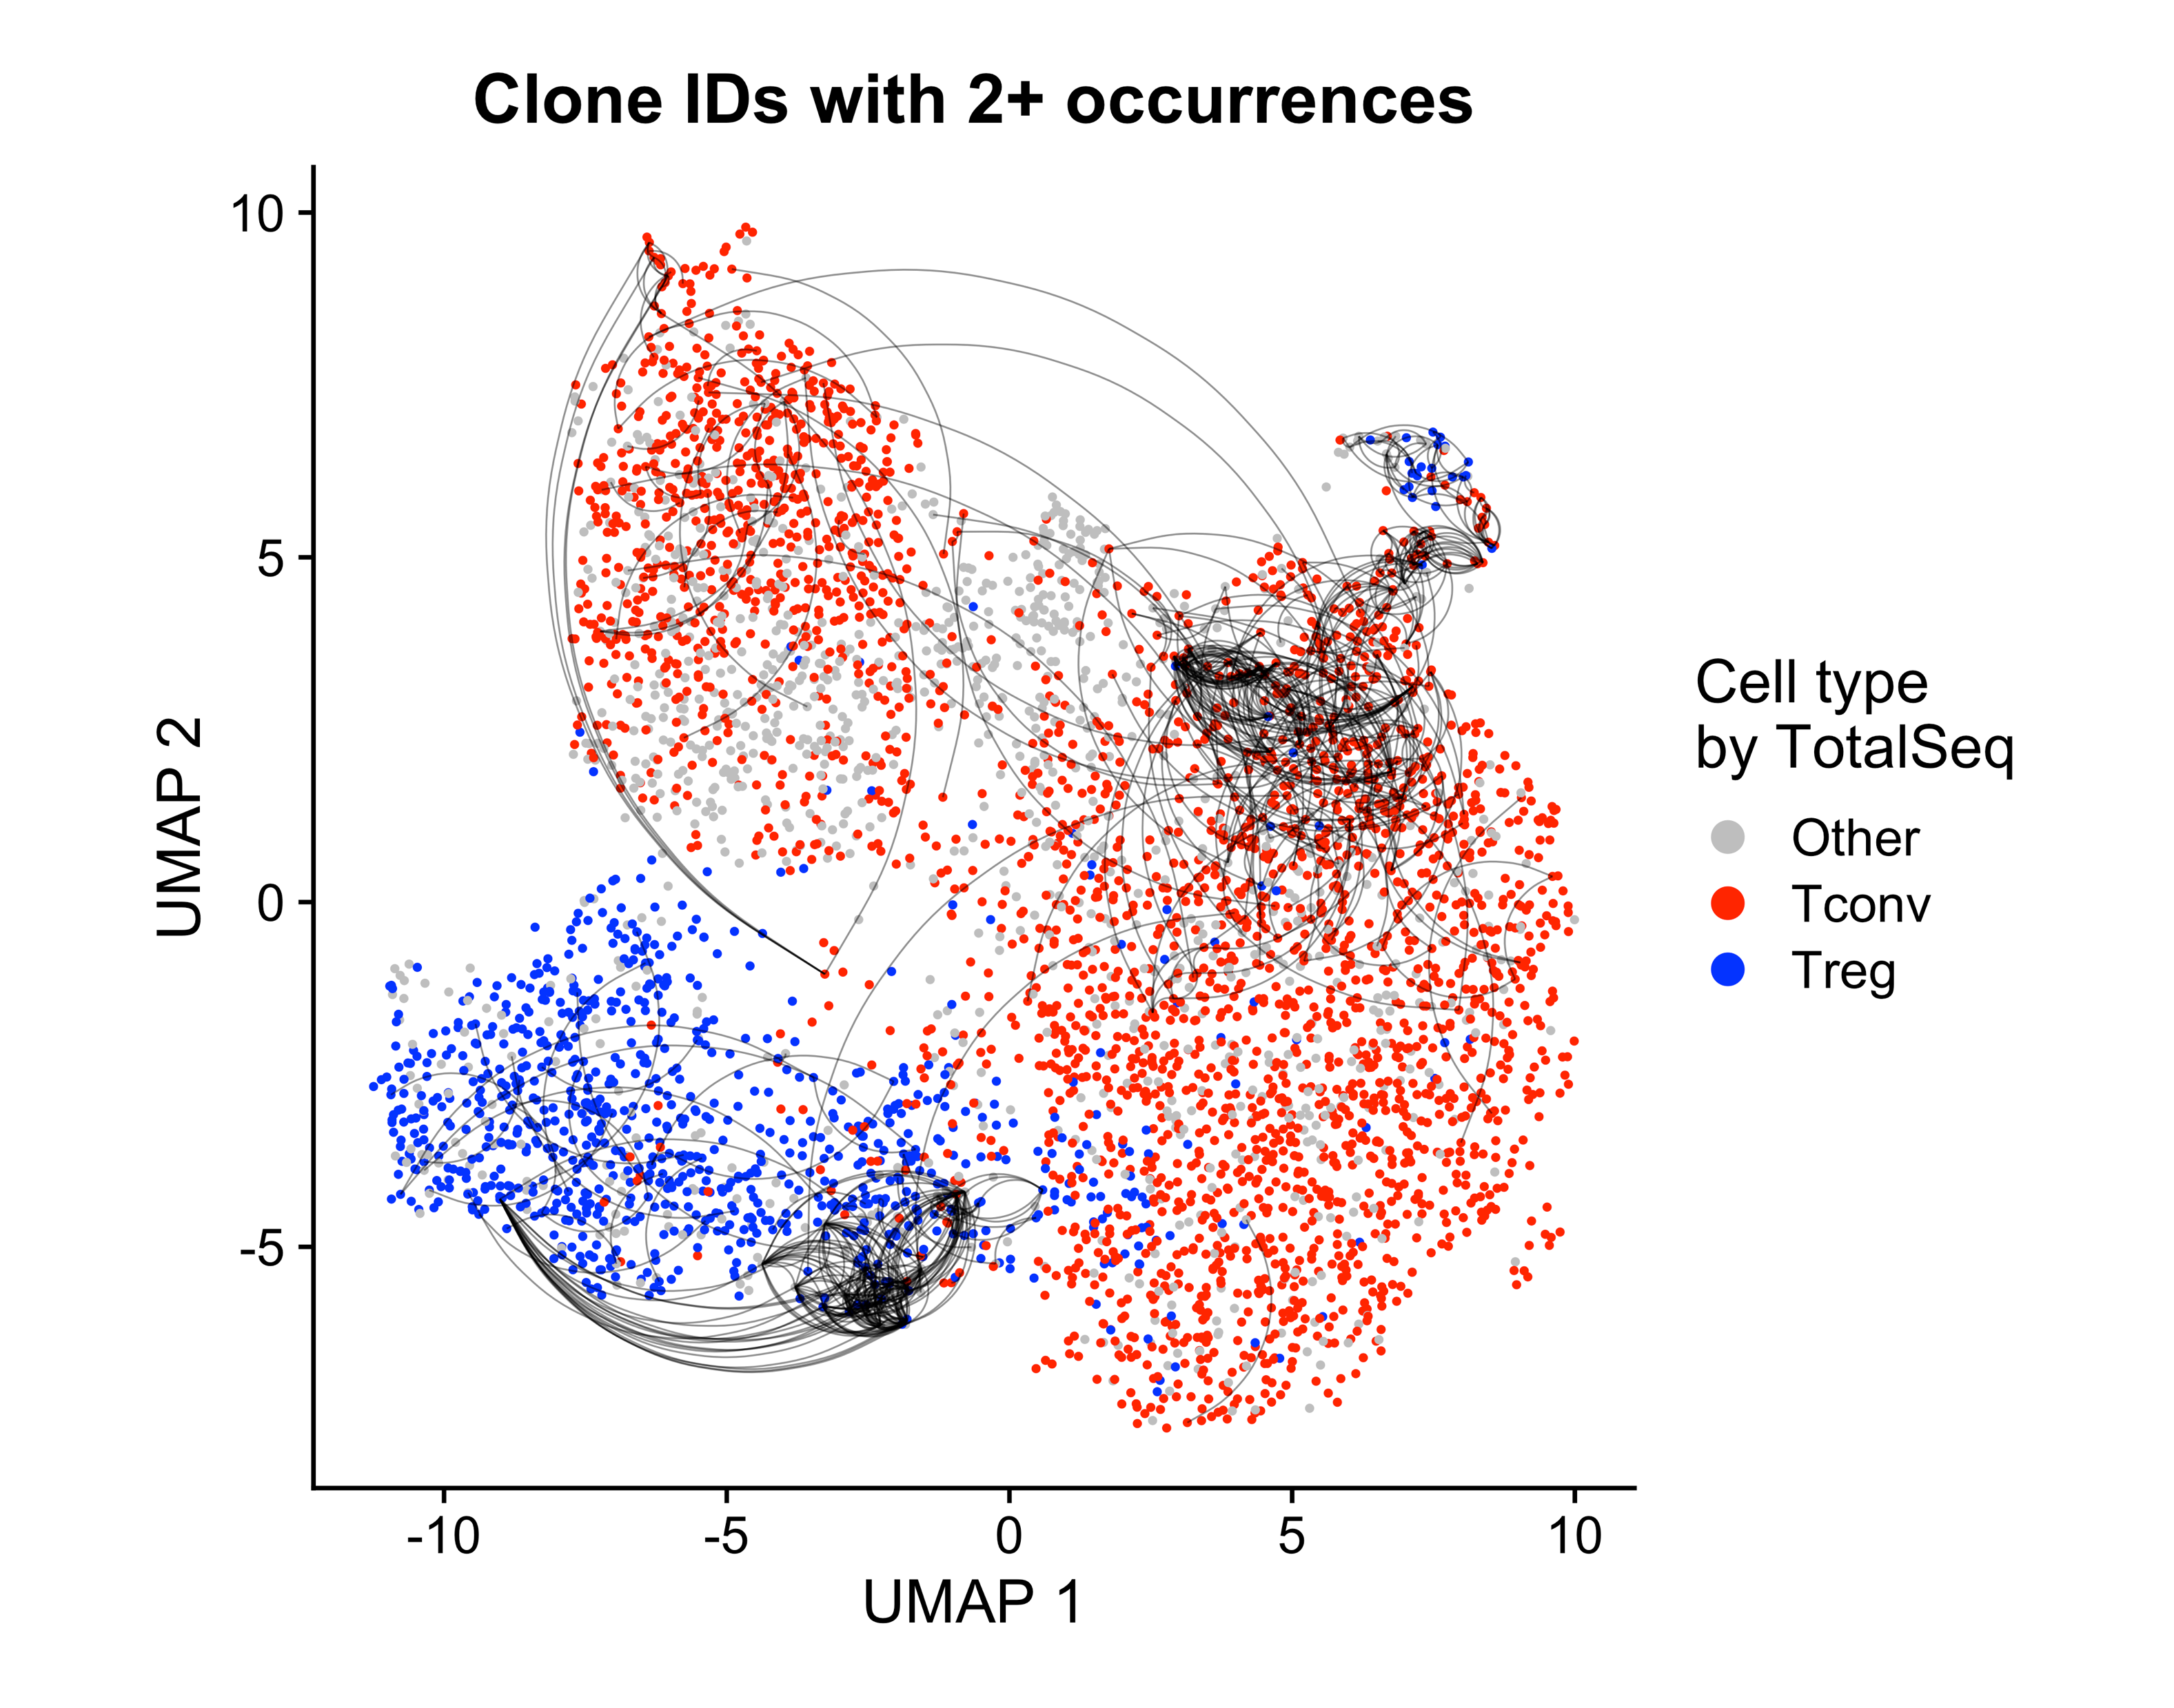 Clone IDs with 2+ occurrences
10
5
0
-5
UMAP 2
-10
-5
0
5
10
UMAP 1
Cell type
by TotalSeq
Other
Tconv
Treg